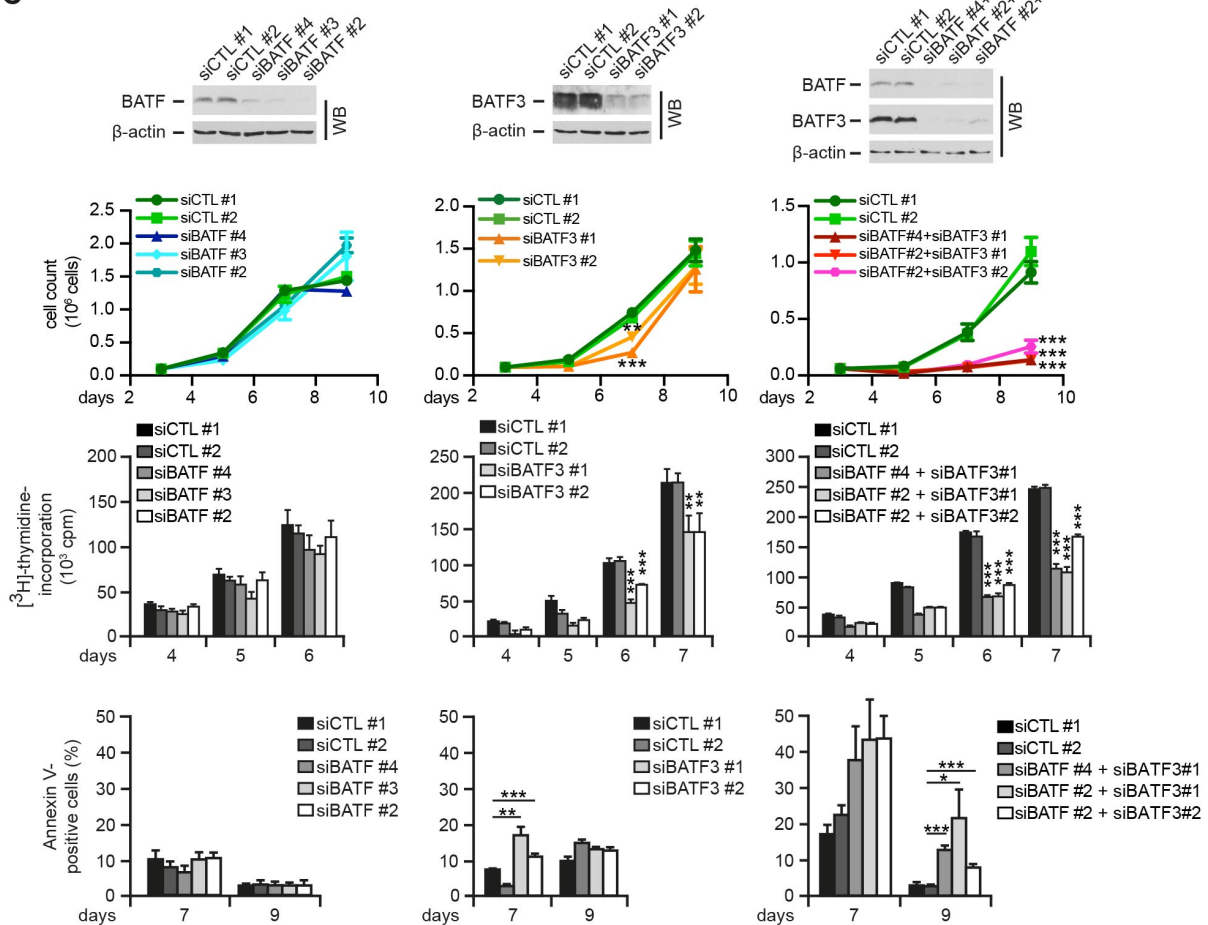 siCTL #1
siCTL #2
siBATF #4
siBATF #3
siBATF #2
BATF
β-actin
WB
siCTL #1
siCTL #2
siBATF3 #1
siBATF3 #2
BATF3
β-actin
WB
siCTL #1
siCTL #2
siBATF #4+
siBATF #2+
siBATF #2+
BATF
BATF3
β-actin
WB
cell count
(10⁶ cells)
2.5
2.0
1.5
1.0
0.5
0.0
siCTL #1
siCTL #2
siBATF #4
siBATF #3
siBATF #2
days 2 4 6 8 10
2.0
1.5
1.0
0.5
0.0
siCTL #1
siCTL #2
siBATF3 #1
siBATF3 #2
**
***
2 4 6 8 10
days
1.5
1.0
0.5
0.0
siCTL #1
siCTL #2
siBATF#4+siBATF3 #1
siBATF#2+siBATF3 #1
siBATF#2+siBATF3 #2
***
***
***
2 4 6 8 10
days
[³H]-thymidine-
incorporation
(10³ cpm)
200
150
100
50
0
siCTL #1
siCTL #2
siBATF #4
siBATF #3
siBATF #2
days 4 5 6
250
200
150
100
50
0
siCTL #1
siCTL #2
siBATF3 #1
siBATF3 #2
***
***
**
**
days 4 5 6 7
300
250
200
150
100
50
0
siCTL #1
siCTL #2
siBATF #4 + siBATF3#1
siBATF #2 + siBATF3#1
siBATF #2 + siBATF3#2
***
***
***
***
***
***
days 4 5 6 7
Annexin V-
positive cells (%)
50
40
30
20
10
0
siCTL #1
siCTL #2
siBATF #4
siBATF #3
siBATF #2
days 7 9
50
40
30
20
10
0
siCTL #1
siCTL #2
siBATF3 #1
siBATF3 #2
***
**
days 7 9
50
40
30
20
10
0
siCTL #1
siCTL #2
siBATF #4 + siBATF3#1
siBATF #2 + siBATF3#1
siBATF #2 + siBATF3#2
***
*
***
days 7 9